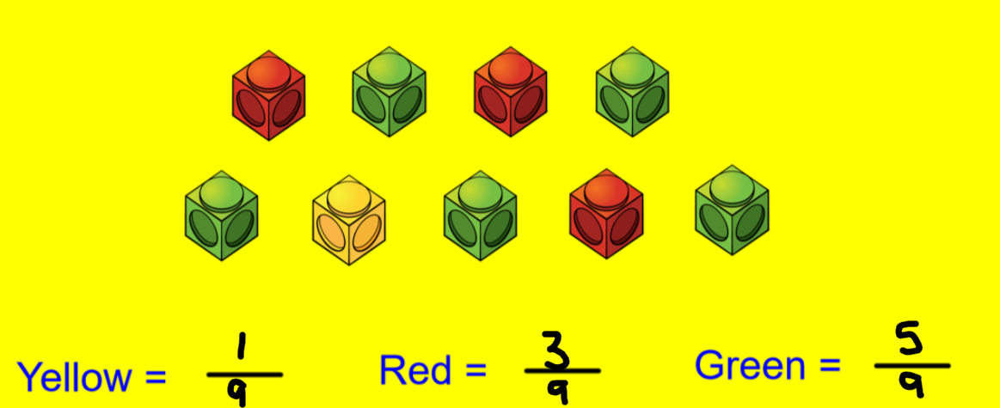 Yellow = 1/9 Red = 3/9 Green = 5/9